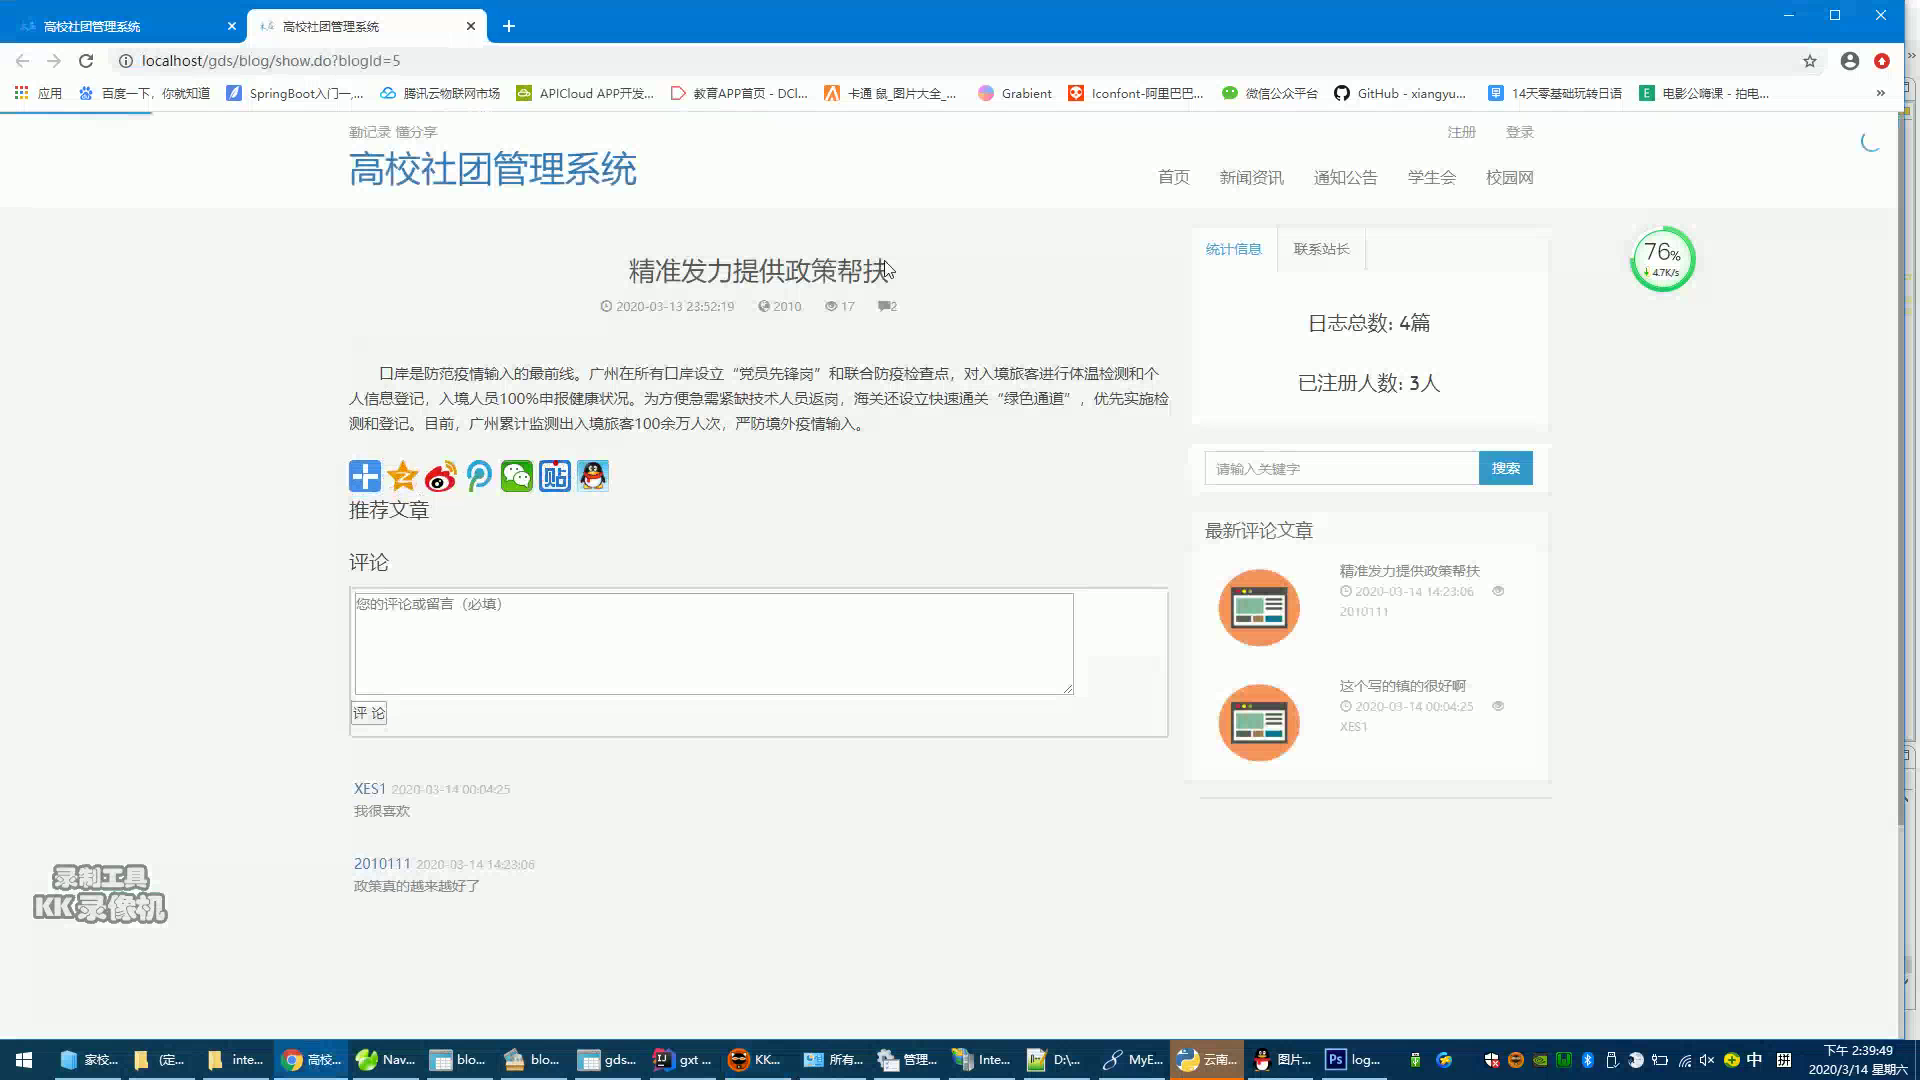 高校社团管理系统
高校社团管理系统
localhost/gds/blog/show.do?blogId=5
应用
百度一下，你就知道
SpringBoot入门一,...
腾讯云物联网市场
APICloud APP开发...
教育APP首页 - DCl...
卡通 鼠_图片大全_...
Grabient
Iconfont-阿里巴巴...
微信公众平台
GitHub - xiangyu...
14天零基础玩转日语
电影公嗨课 - 拍电...
»
勤记录 懂分享
注册 登录
高校社团管理系统
首页 新闻资讯 通知公告 学生会 校园网
精准发力提供政策帮扶
2020-03-13 23:52:19 2010 17 2
口岸是防范疫情输入的最前线。广州在所有口岸设立“党员先锋岗”和联合防疫检查点，对入境旅客进行体温检测和个
人信息登记，入境人员100%申报健康状况。为方便急需紧缺技术人员返岗，海关还设立快速通关“绿色通道”，优先实施检
测和登记。目前，广州累计监测出入境旅客100余万人次，严防境外疫情输入。
贴
推荐文章
评论
您的评论或留言（必填）
评 论
XES1 2020-03-14 00:04:25
我很喜欢
2010111 2020-03-14 14:23:06
政策真的越来越好了
统计信息 联系站长
日志总数: 4篇
已注册人数: 3人
请输入关键字
搜索
最新评论文章
精准发力提供政策帮扶
2020-03-14 14:23:06
2010111
这个写的镇的很好啊
2020-03-14 00:04:25
XES1
76%
4.7K/s
录制工具
KK录像机
家校...
(定...
inte...
高校...
Nav...
blo...
blo...
gds...
gxt ...
KK...
所有...
管理...
Inte...
D:\...
MyE...
云南...
图片...
log...
中
拼
下午 2:39:49
2020/3/14 星期六